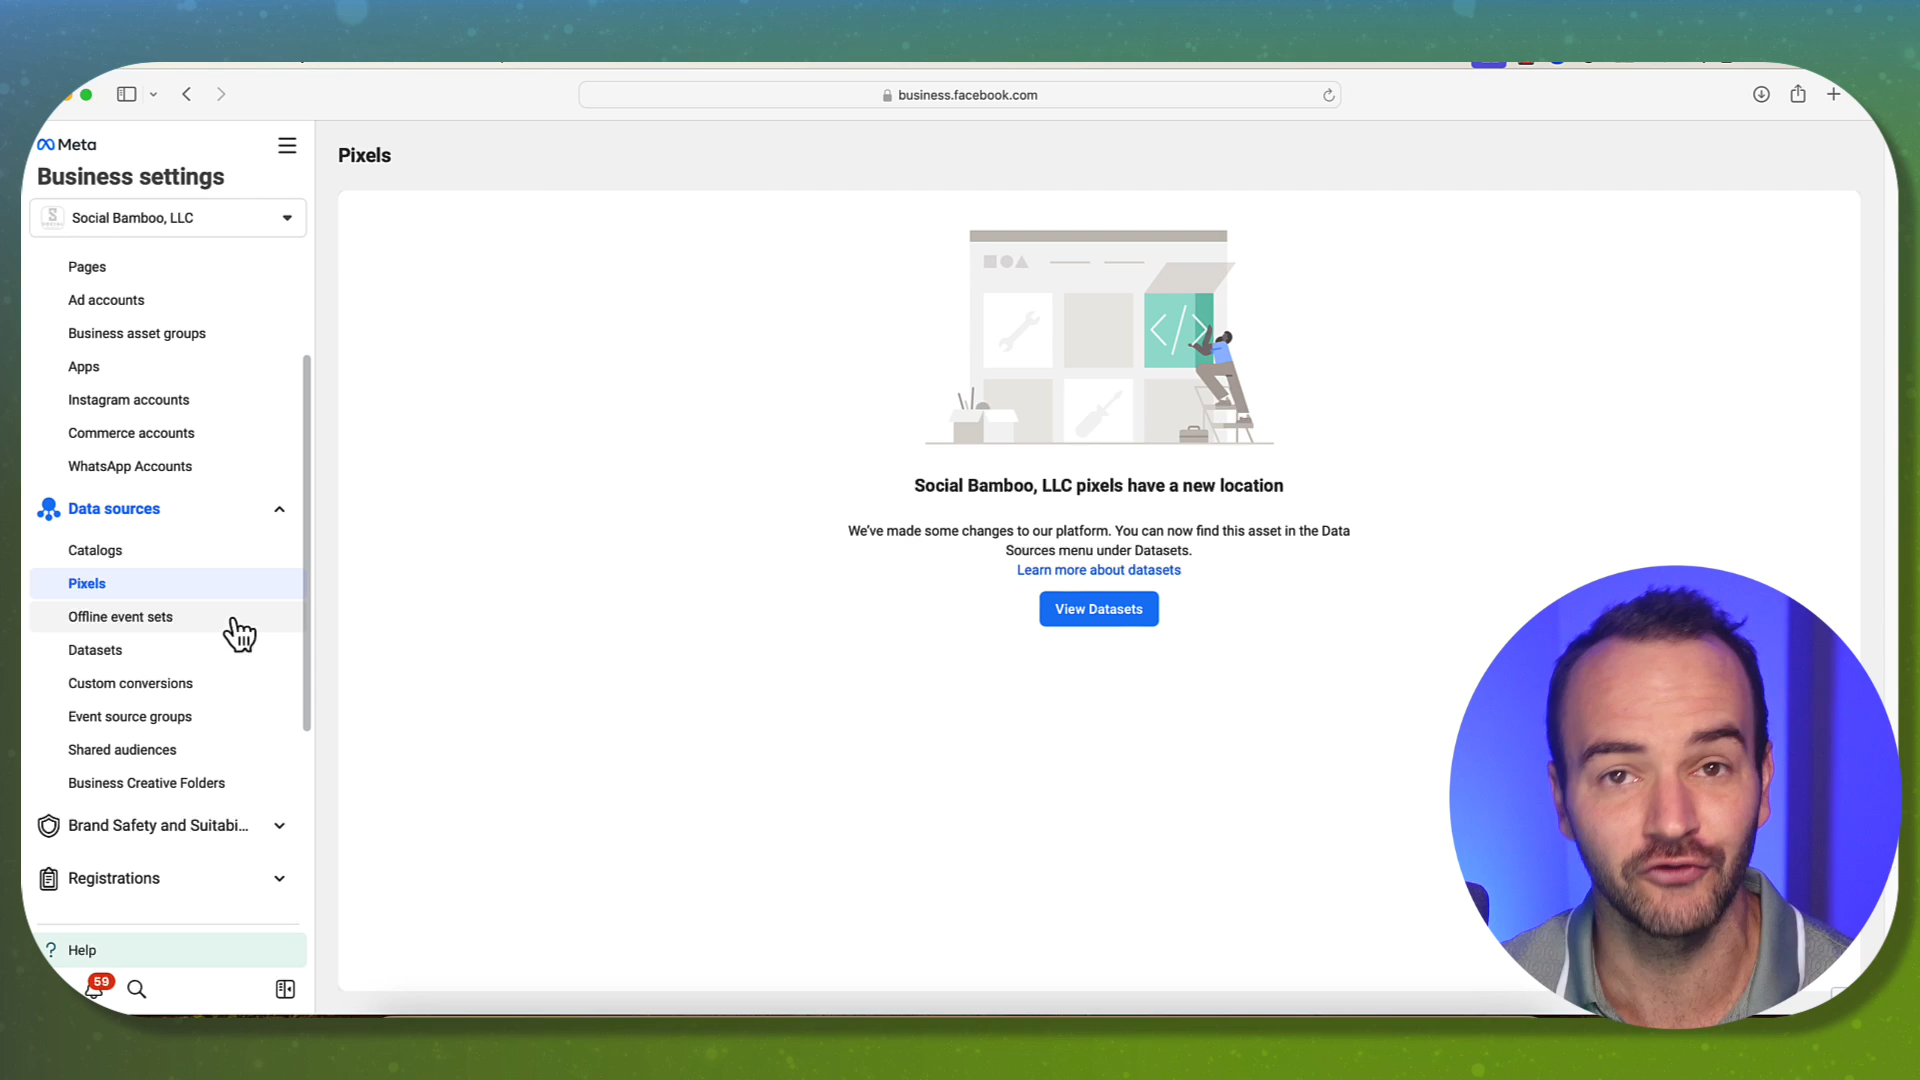 business.facebook.com
Meta
Business settings
Social Bamboo, LLC
Pages
Ad accounts
Business asset groups
Apps
Instagram accounts
Commerce accounts
WhatsApp Accounts
Data sources
Catalogs
Pixels
Offline event sets
Datasets
Custom conversions
Event source groups
Shared audiences
Business Creative Folders
Brand Safety and Suitabi...
Registrations
? Help
59
Pixels
</>
Social Bamboo, LLC pixels have a new location
We've made some changes to our platform. You can now find this asset in the Data
Sources menu under Datasets.
Learn more about datasets
View Datasets